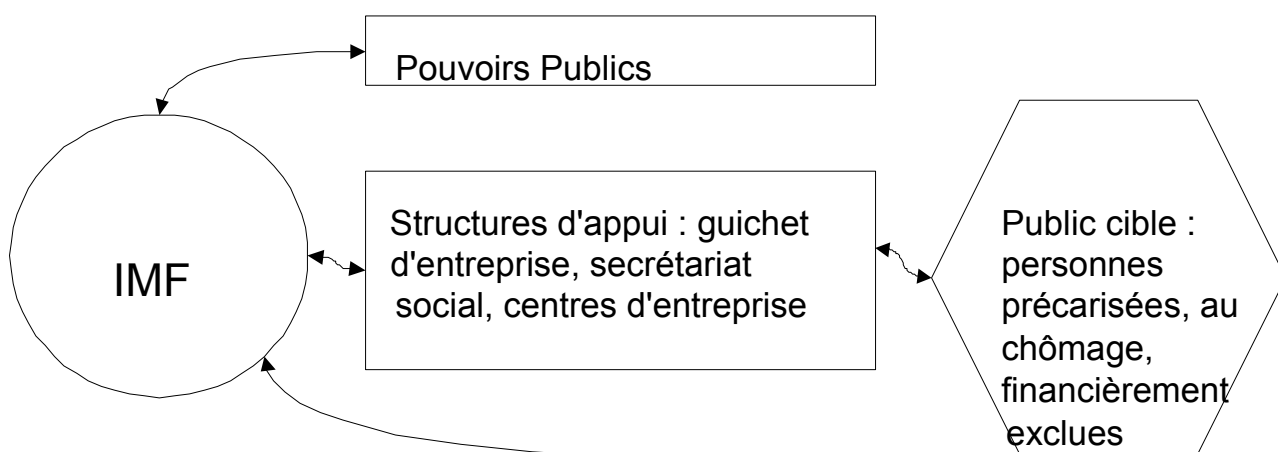 Pouvoirs Publics
IMF
Structures d'appui : guichet
d'entreprise, secrétariat
social, centres d'entreprise
Public cible :
personnes
précarisées, au
chômage,
financièrement
exclues